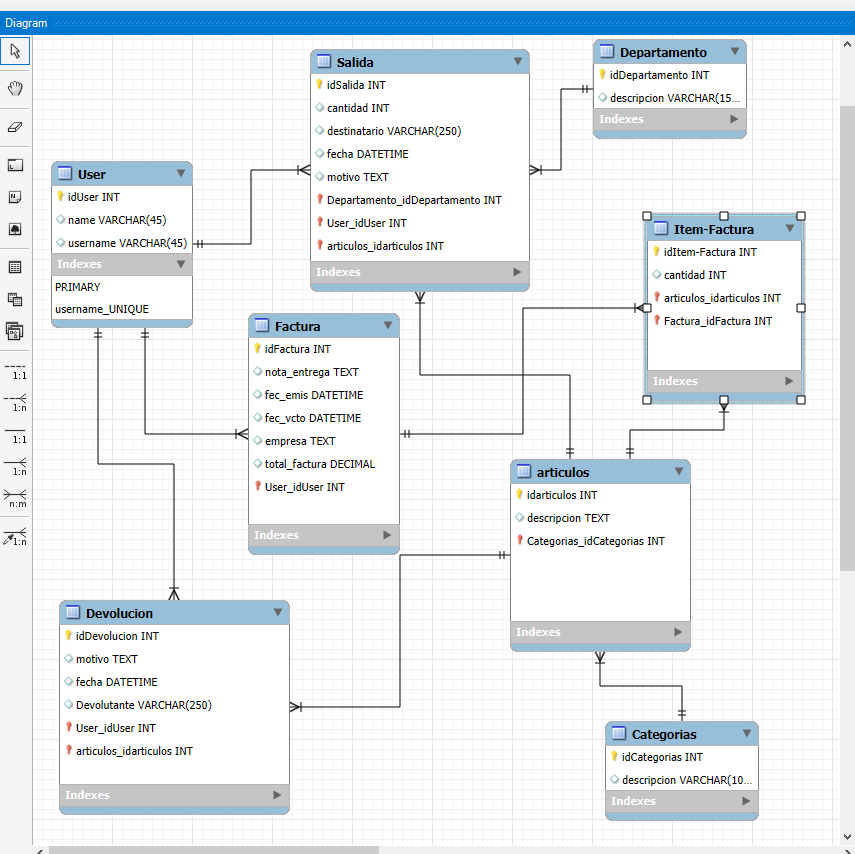 Diagram
1:1
1:n
1:1
1:n
n:m
1:n
Salida
idSalida INT
cantidad INT
destinatario VARCHAR(250)
fecha DATETIME
motivo TEXT
Departamento_idDepartamento INT
User_idUser INT
articulos_idarticulos INT
Indexes
Departamento
idDepartamento INT
descripcion VARCHAR(15...
Indexes
User
idUser INT
name VARCHAR(45)
username VARCHAR(45)
Indexes
PRIMARY
username_UNIQUE
Item-Factura
idItem-Factura INT
cantidad INT
articulos_idarticulos INT
Factura_idFactura INT
Indexes
Factura
idFactura INT
nota_entrega TEXT
fec_emis DATETIME
fec_vcto DATETIME
empresa TEXT
total_factura DECIMAL
User_idUser INT
Indexes
articulos
idarticulos INT
descripcion TEXT
Categorias_idCategorias INT
Indexes
Devolucion
idDevolucion INT
motivo TEXT
fecha DATETIME
Devolutante VARCHAR(250)
User_idUser INT
articulos_idarticulos INT
Indexes
Categorias
idCategorias INT
descripcion VARCHAR(10...
Indexes